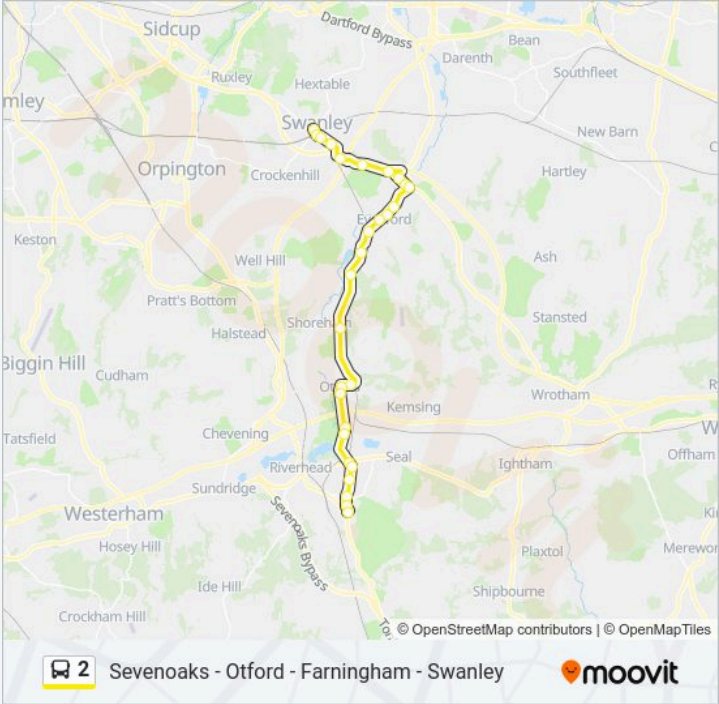 Sidcup
Dartford Bypass
Bean
Darenth
Ruxley
Hextable
Southfleet
mley
Swanley
New Barn
Orpington
Crockenhill
Hartley
Keston
Well Hill
Ash
Pratt's Bottom
Stansted
Halstead
Biggin Hill
Cudham
Wrotham
Kemsing
Tatsfield
Chevening
Offham
Seal
Riverhead
Ightham
Sundridge
Westerham
Sevenoaks Bypass
Hosey Hill
Plaxtol
Merewor
Ide Hill
Shipbourne
Crockham Hill
© OpenStreetMap contributors | © OpenMapTiles
2 Sevenoaks - Otford - Farningham - Swanley
moovit